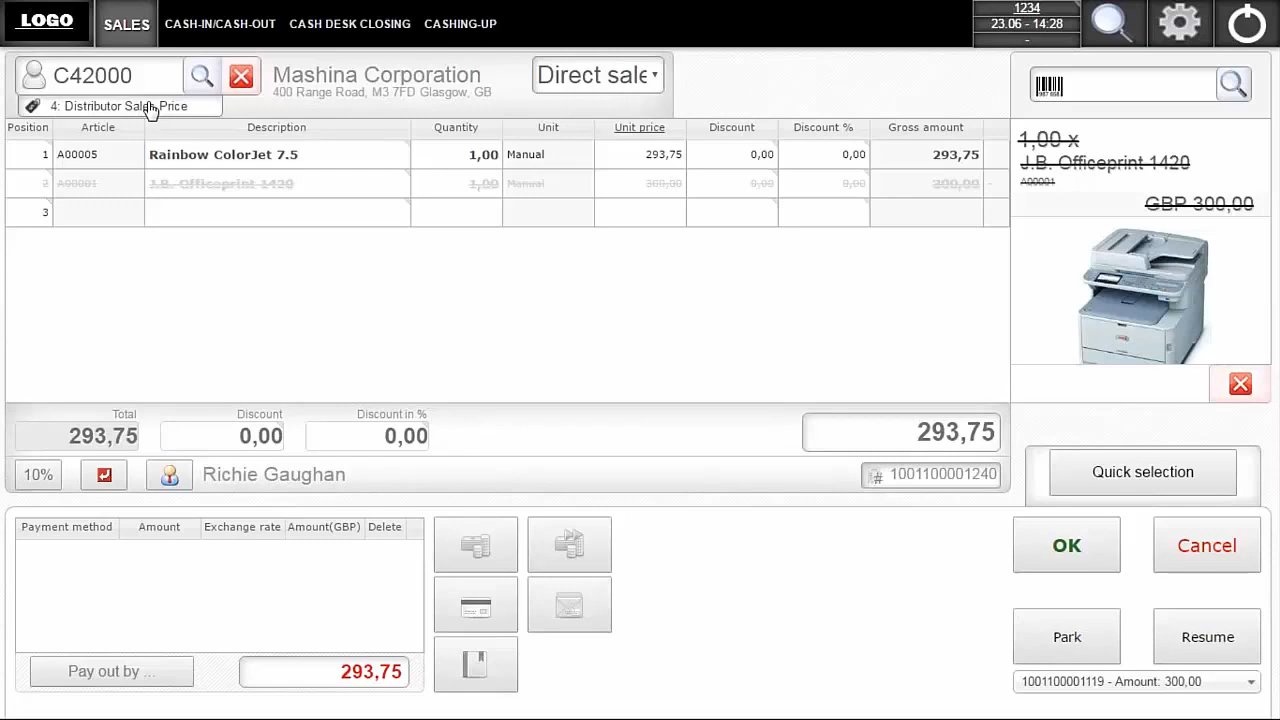 LOGO
SALES
CASH-IN/CASH-OUT
CASH DESK CLOSING
CASHING-UP
1234
23.06 - 14:28
-
C42000
Mashina Corporation
400 Range Road, M3 7FD Glasgow, GB
Direct sale
4: Distributor Sales Price
Position Article Description Quantity Unit Unit price Discount Discount % Gross amount
1 A00005 Rainbow ColorJet 7.5 1,00 Manual 293,75 0,00 0,00 293,75
2 A00001 J.B. Officeprint 1420 1,00 Manual 300,00 0,00 0,00 300,00 -
3
1,00 x
J.B. Officeprint 1420
A00001
GBP 300,00
Total Discount Discount in %
293,75 0,00 0,00 293,75
10% Richie Gaughan # 1001100001240
Quick selection
Payment method Amount Exchange rate Amount(GBP) Delete
Pay out by ... 293,75
OK Cancel
Park Resume
1001100001119 - Amount: 300,00